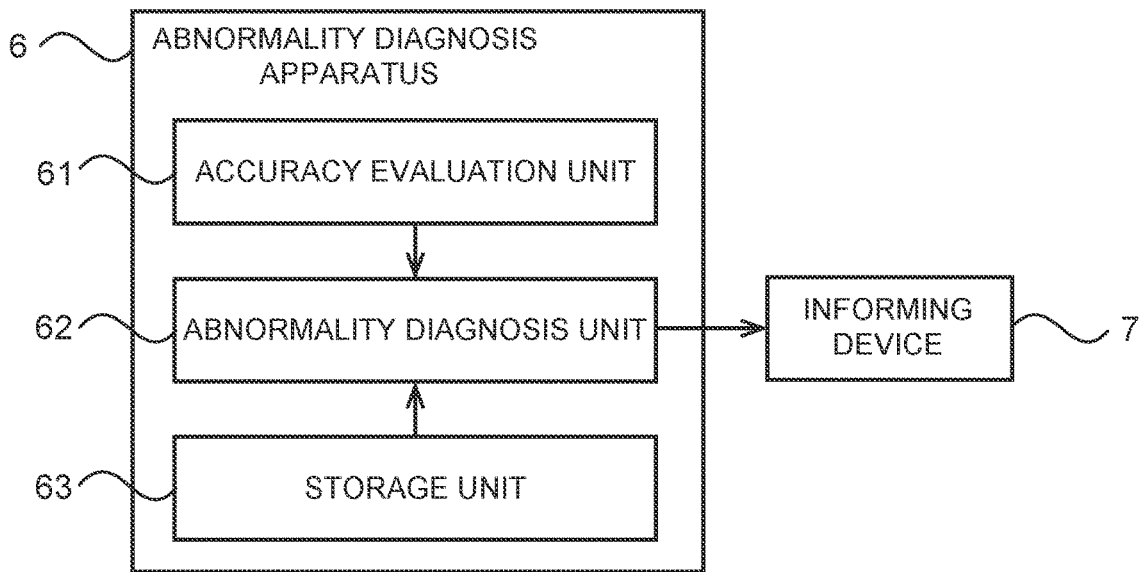 6
ABNORMALITY DIAGNOSIS
APPARATUS
61
ACCURACY EVALUATION UNIT
62
ABNORMALITY DIAGNOSIS UNIT
INFORMING
DEVICE
7
63
STORAGE UNIT